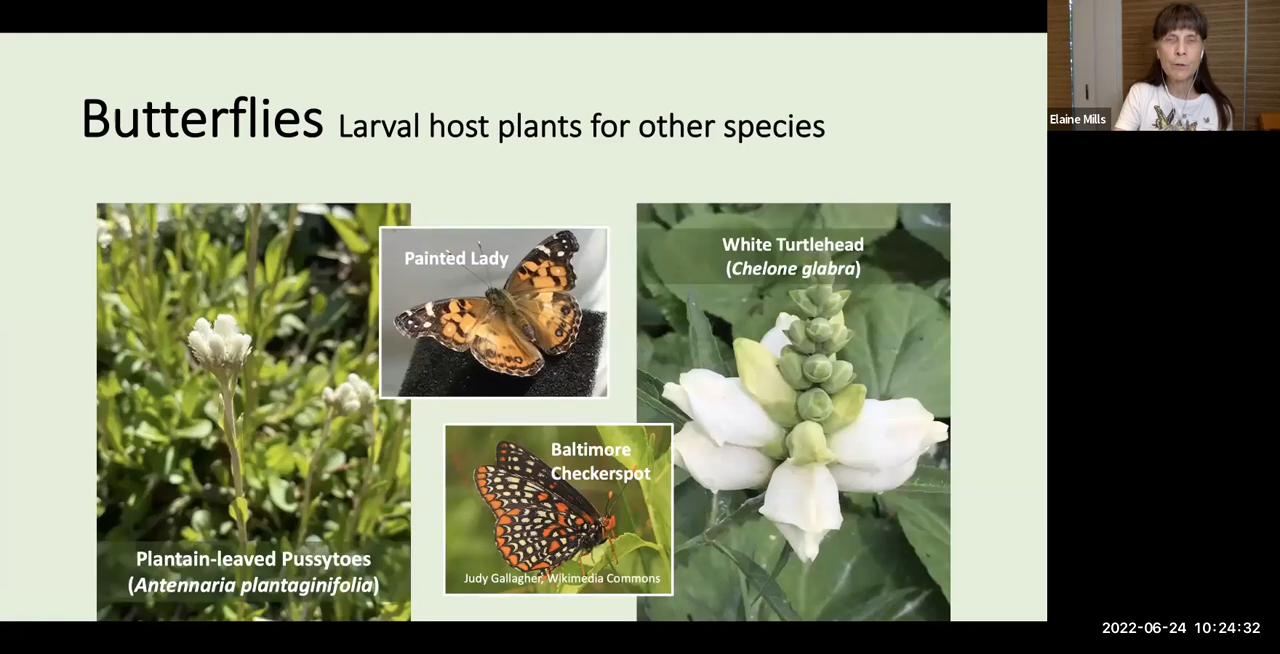 Butterflies Larval host plants for other species
Painted Lady
White Turtlehead
(Chelone glabra)
Baltimore
Checkerspot
Judy Gallagher, Wikimedia Commons
Plantain-leaved Pussytoes
(Antennaria plantaginifolia)
Elaine Mills
2022-06-24 10:24:32